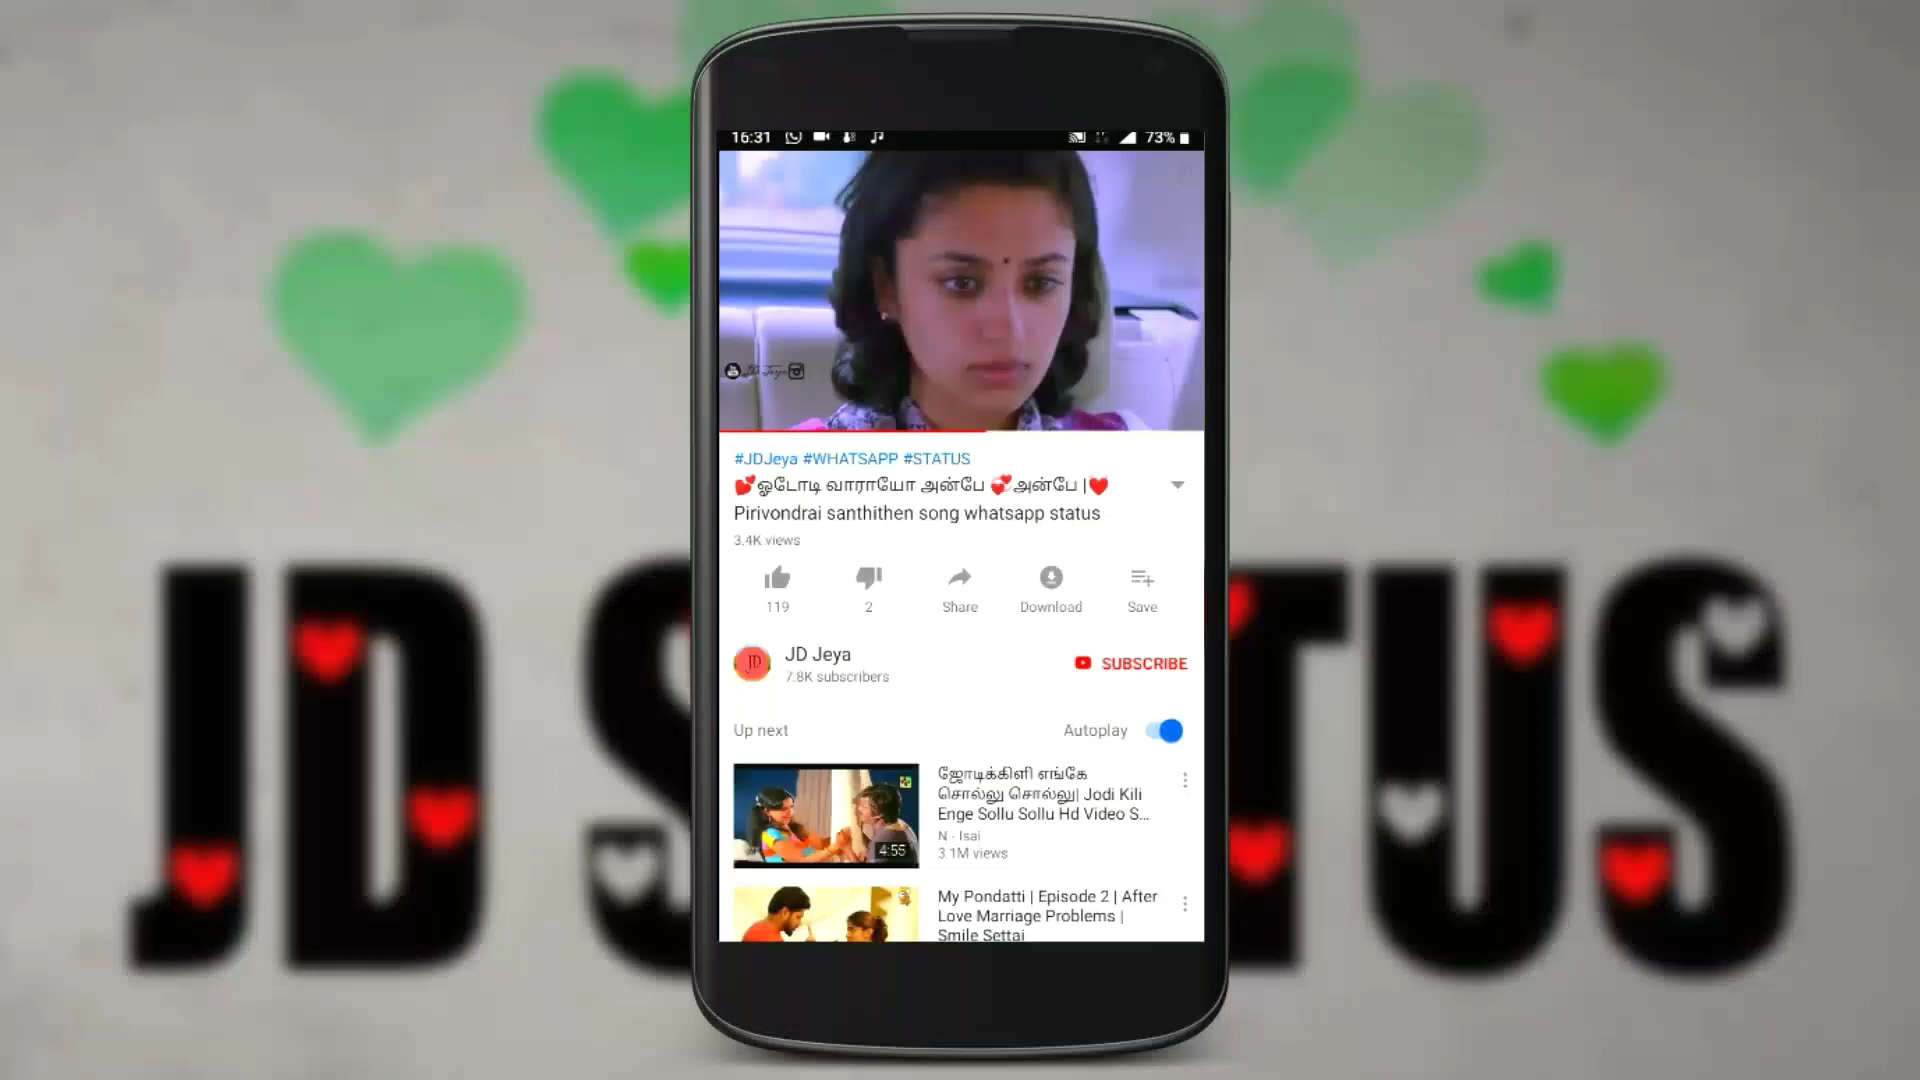 16:31
73%
JD Jeya
#JDJeya #WHATSAPP #STATUS
💕ஓடோடி வாராயோ அன்பே 💞அன்பே |❤️
Pirivondrai santhithen song whatsapp status
3.4K views
119
2
Share
Download
Save
JD
JD Jeya
7.8K subscribers
SUBSCRIBE
Up next
Autoplay
4:55
ஜோடிக்கிளி எங்கே
சொல்லு சொல்லு| Jodi Kili
Enge Sollu Sollu Hd Video S...
N - Isai
3.1M views
My Pondatti | Episode 2 | After
Love Marriage Problems |
Smile Settai
JD S TUS